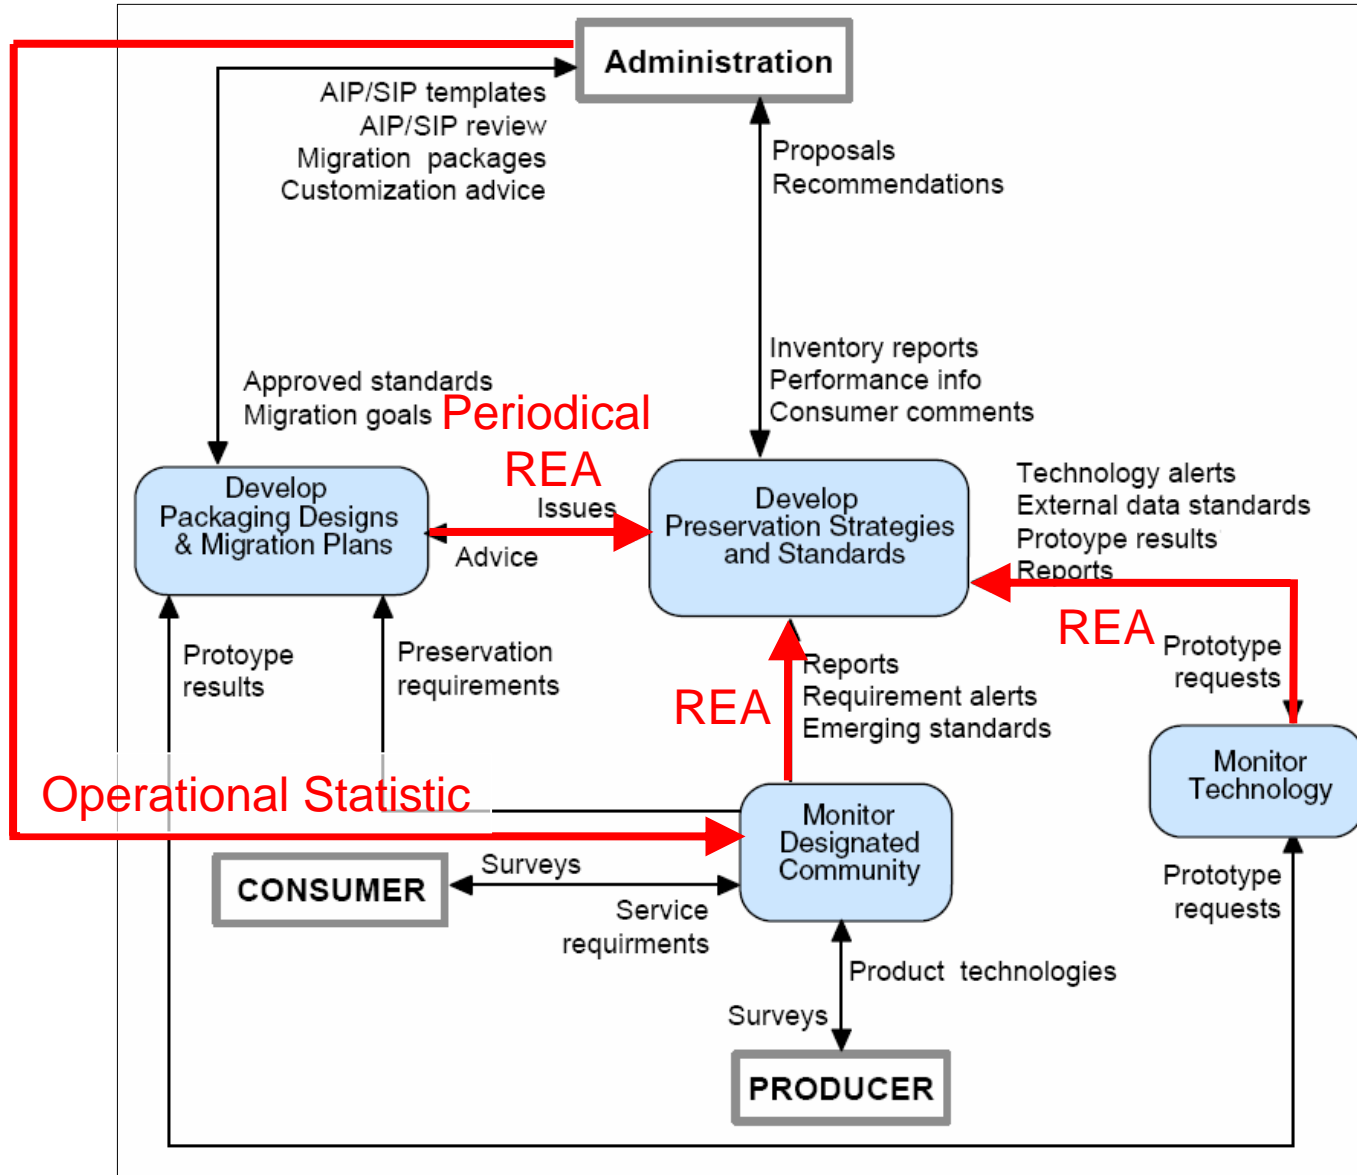 Administration
AIP/SIP templates
AIP/SIP review
Migration packages
Customization advice
Proposals
Recommendations
Inventory reports
Performance info
Consumer comments
Approved standards
Migration goals
Periodical
REA
Issues
Advice
Develop
Packaging Designs
& Migration Plans
Develop
Preservation Strategies
and Standards
Technology alerts
External data standards
Protoype results
Reports
REA
Prototype
requests
Protoype
results
Preservation
requirements
REA
Reports
Requirement alerts
Emerging standards
Monitor
Technology
Operational Statistic
Monitor
Designated
Community
CONSUMER
Surveys
Service
requirments
Prototype
requests
Product technologies
Surveys
PRODUCER